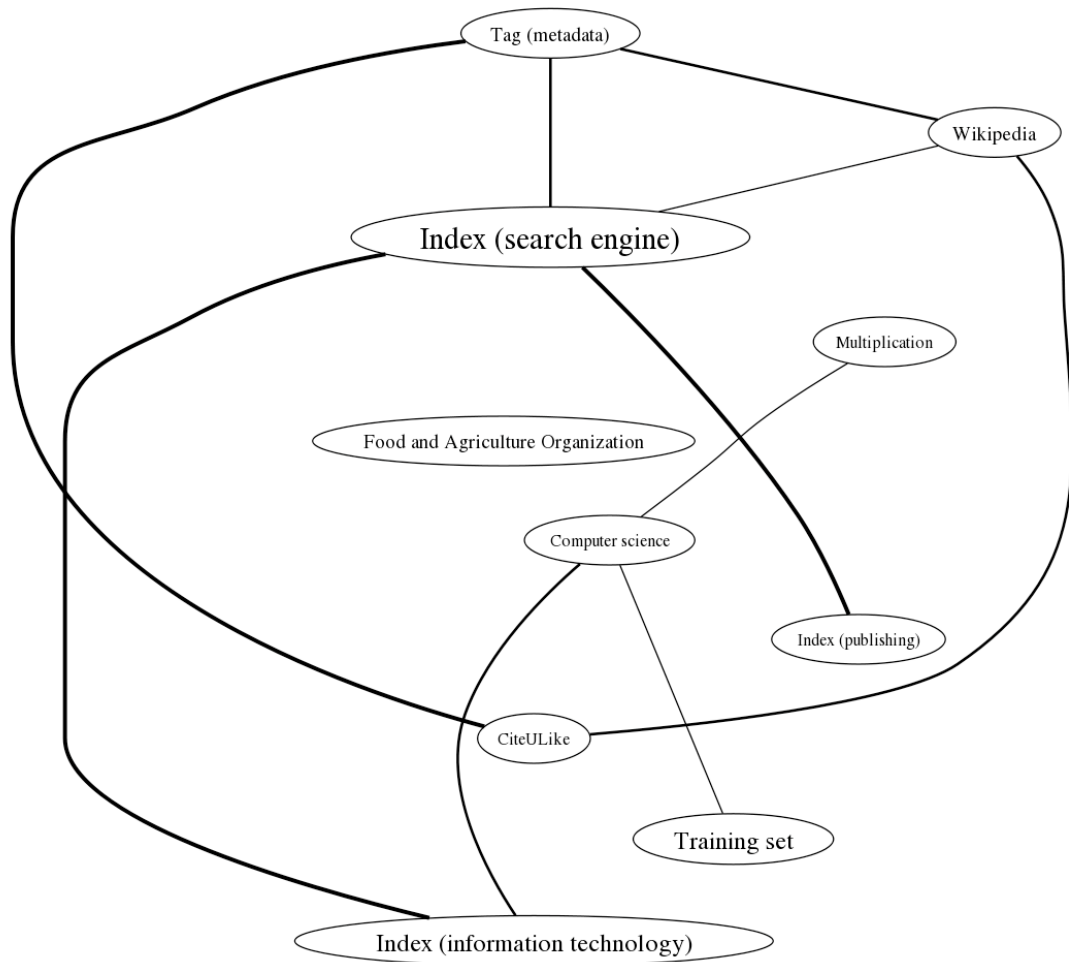 Tag (metadata)
Wikipedia
Index (search engine)
Multiplication
Food and Agriculture Organization
Computer science
Index (publishing)
CiteULike
Training set
Index (information technology)